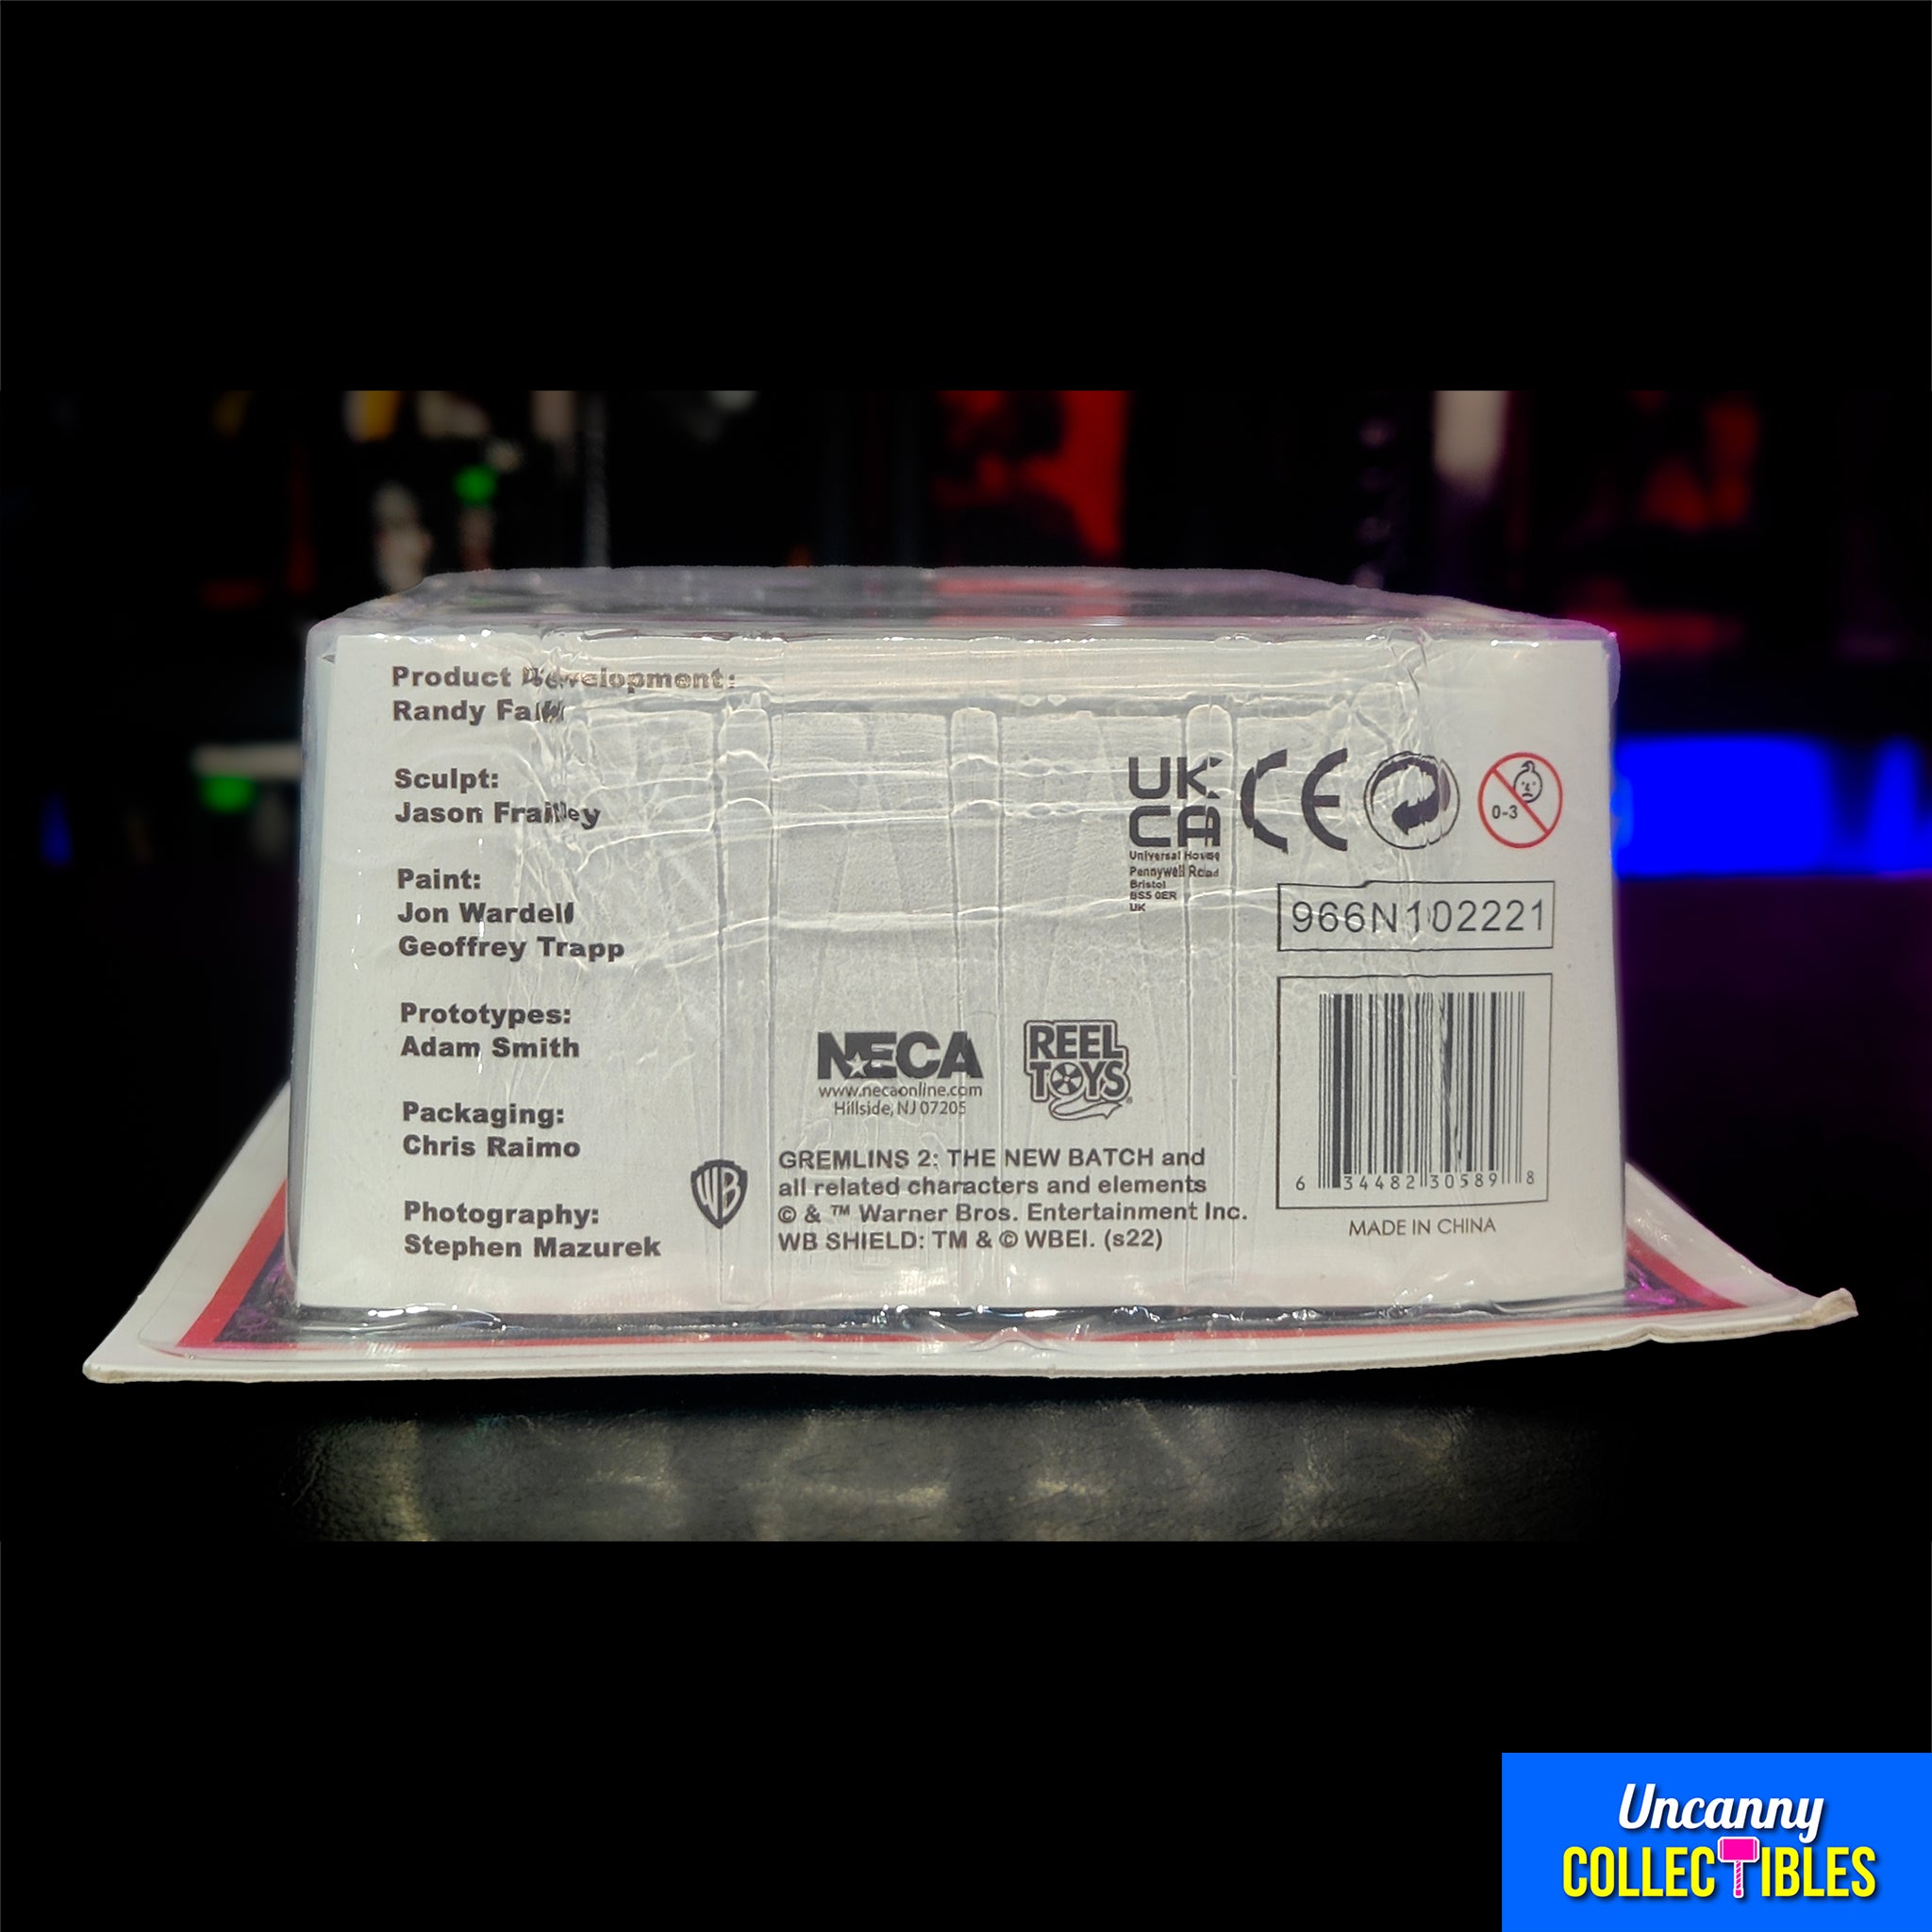 Product Development:
Randy Falk
Sculpt:
Jason Frailey
Paint:
Jon Wardell
Geoffrey Trapp
Prototypes:
Adam Smith
Packaging:
Chris Raimo
Photography:
Stephen Mazurek
NECA
www.necaonline.com
Hillside, NJ 07205
REEL
TOYS
®
WB
GREMLINS 2: THE NEW BATCH and
all related characters and elements
© & ™ Warner Bros. Entertainment Inc.
WB SHIELD: TM & © WBEI. (s22)
UK
CA
Universal House
Pennywell Road
Bristol
BS5 0ER
UK
CE
0-3
966N102221
6 34482 30589 8
MADE IN CHINA
Uncanny
COLLECTIBLES